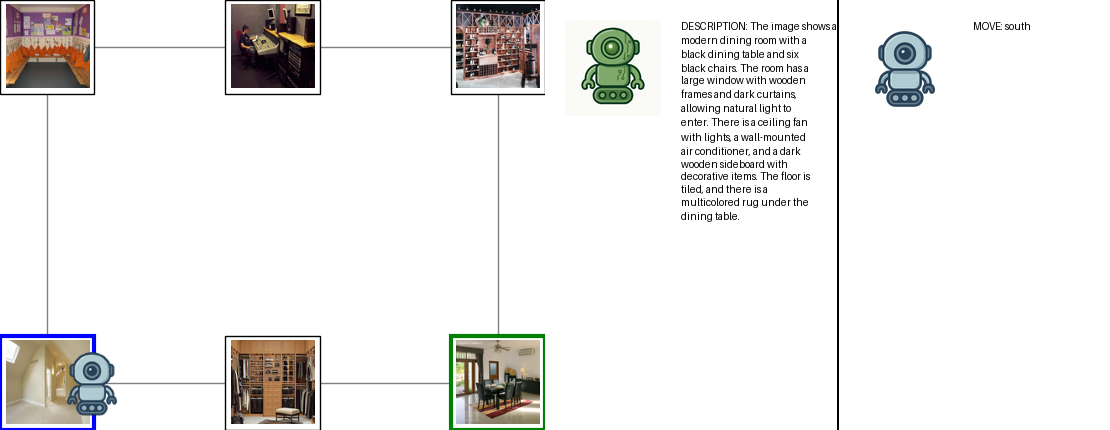 DESCRIPTION: The image shows a
modern dining room with a
black dining table and six
black chairs. The room has a
large window with wooden
frames and dark curtains,
allowing natural light to
enter. There is a ceiling fan
with lights, a wall-mounted
air conditioner, and a dark
wooden sideboard with
decorative items. The floor is
tiled, and there is a
multicolored rug under the
dining table.
MOVE: south